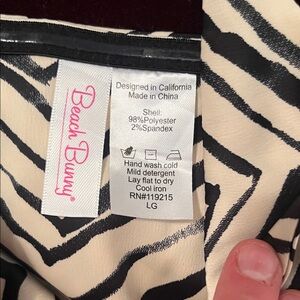 Beach Bunny®
Designed in California
Made in China
Shell:
98%Polyester
2%Spandex
Hand wash cold
Mild detergent
Lay flat to dry
Cool iron
RN#119215
LG